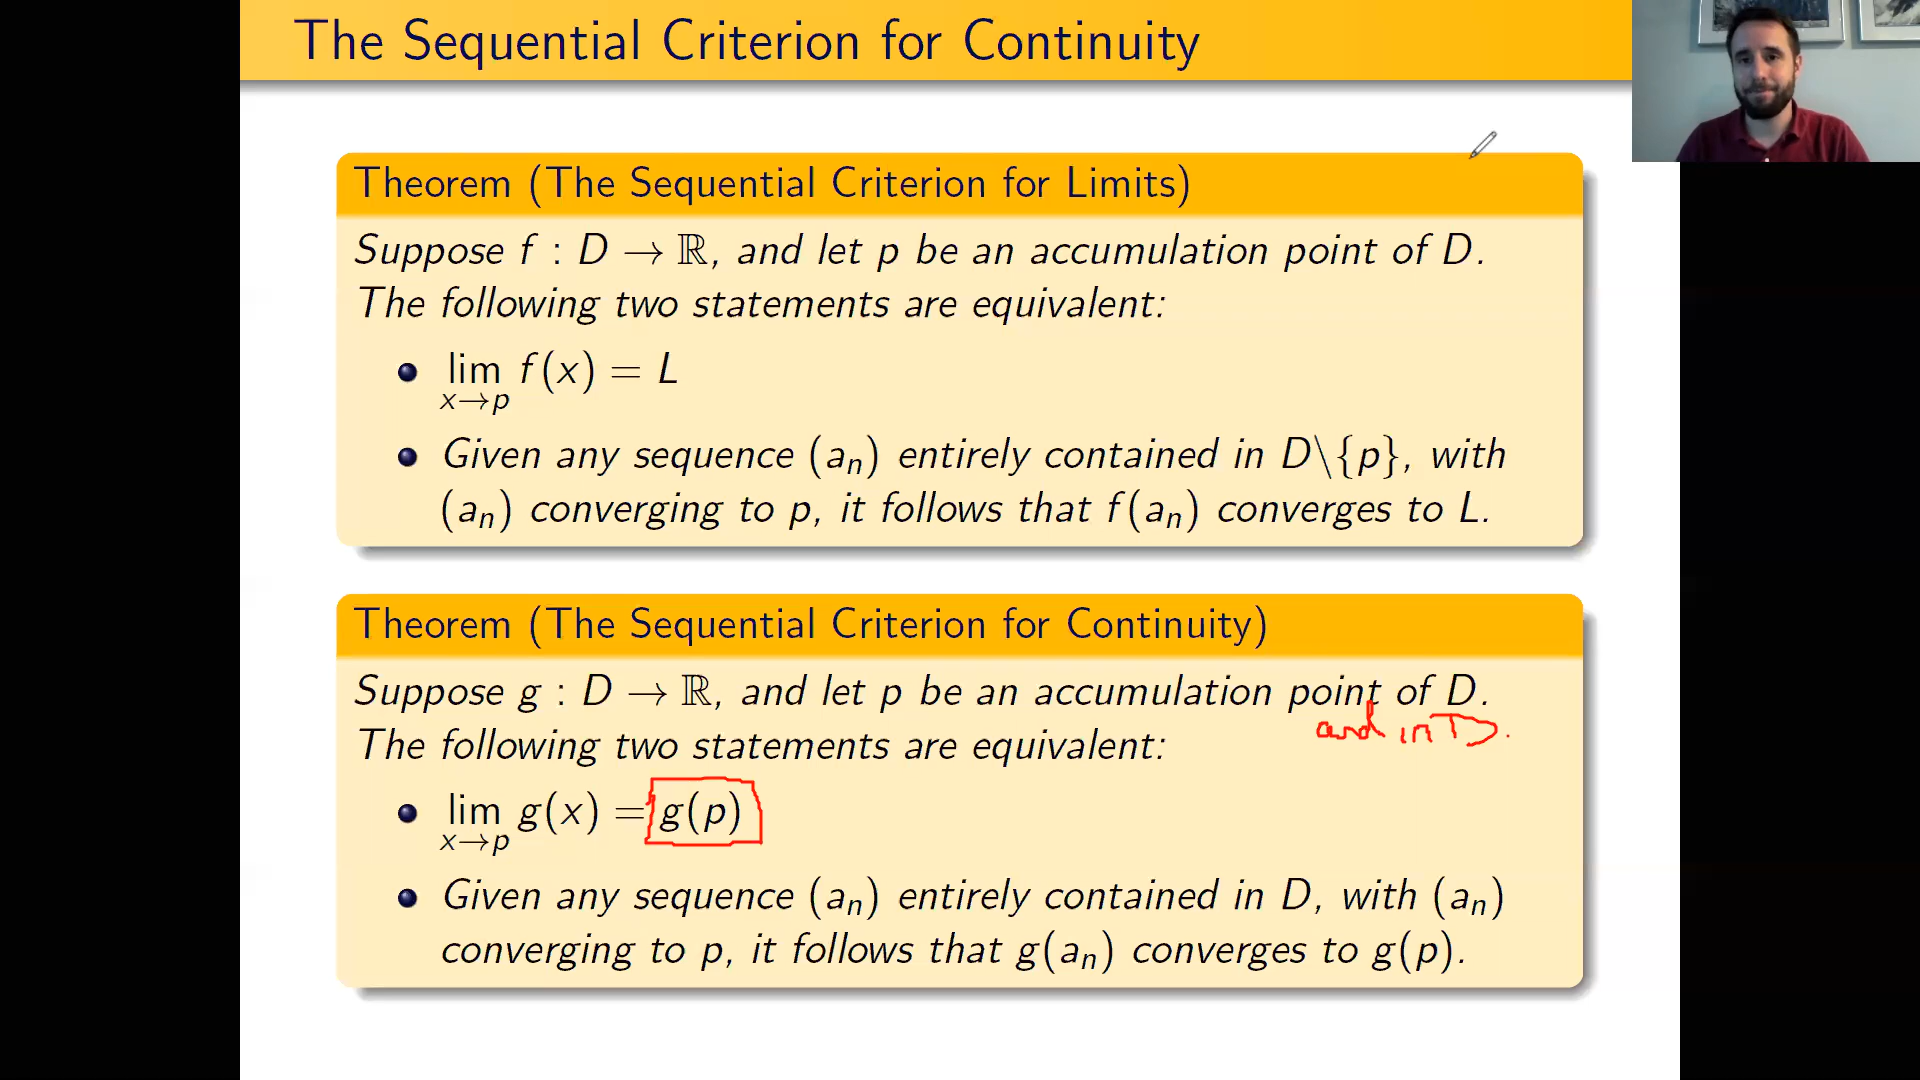 The Sequential Criterion for Continuity
Theorem (The Sequential Criterion for Limits)
Suppose f : D → ℝ, and let p be an accumulation point of D.
The following two statements are equivalent:
• lim f(x) = L
x→p
• Given any sequence (aₙ) entirely contained in D\{p}, with
(aₙ) converging to p, it follows that f(aₙ) converges to L.
Theorem (The Sequential Criterion for Continuity)
Suppose g : D → ℝ, and let p be an accumulation point of D.
and in D.
The following two statements are equivalent:
• lim g(x) = g(p)
x→p
• Given any sequence (aₙ) entirely contained in D, with (aₙ)
converging to p, it follows that g(aₙ) converges to g(p).